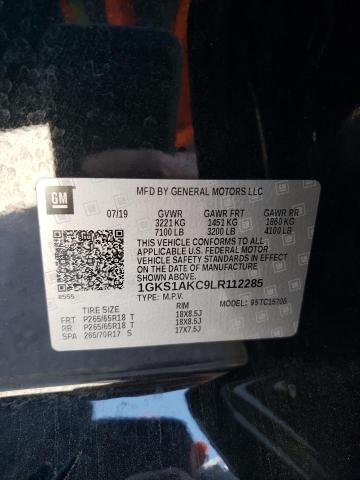 GM
MFD BY GENERAL MOTORS LLC
07/19 GVWR GAWR FRT GAWR RR
3221 KG 1451 KG 1860 KG
7100 LB 3200 LB 4100 LB
THIS VEHICLE CONFORMS TO ALL
APPLICABLE U.S. FEDERAL MOTOR
VEHICLE SAFETY STANDARDS IN
EFFECT ON THE DATE OF MANUFACTURE
SHOWN ABOVE.
1GKS1AKC9LR112285
TYPE: M.P.V. MODEL:
TIRE SIZE RIM
FRT P265/65R18 T 18X8.5J
RR P265/65R18 T 18X8.5J
SPA 265/70R17 S 17X7.5J